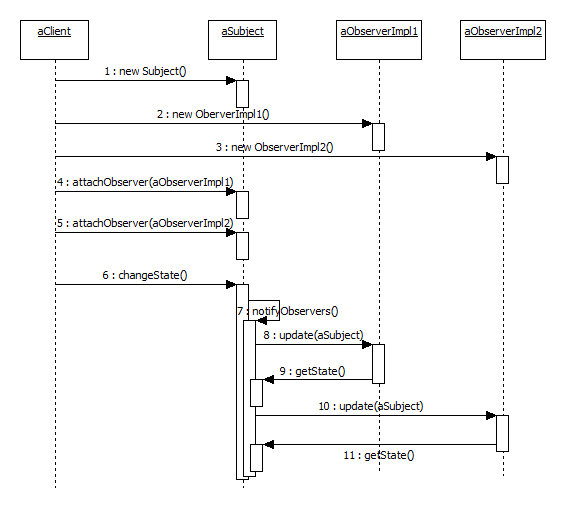 aClient
aSubject
aObserverImpl1
aObserverImpl2
1 : new Subject()
2 : new OberverImpl1()
3 : new ObserverImpl2()
4 : attachObserver(aObserverImpl1)
5 : attachObserver(aObserverImpl2)
6 : changeState()
7 : notifyObservers()
8 : update(aSubject)
9 : getState()
10 : update(aSubject)
11 : getState()